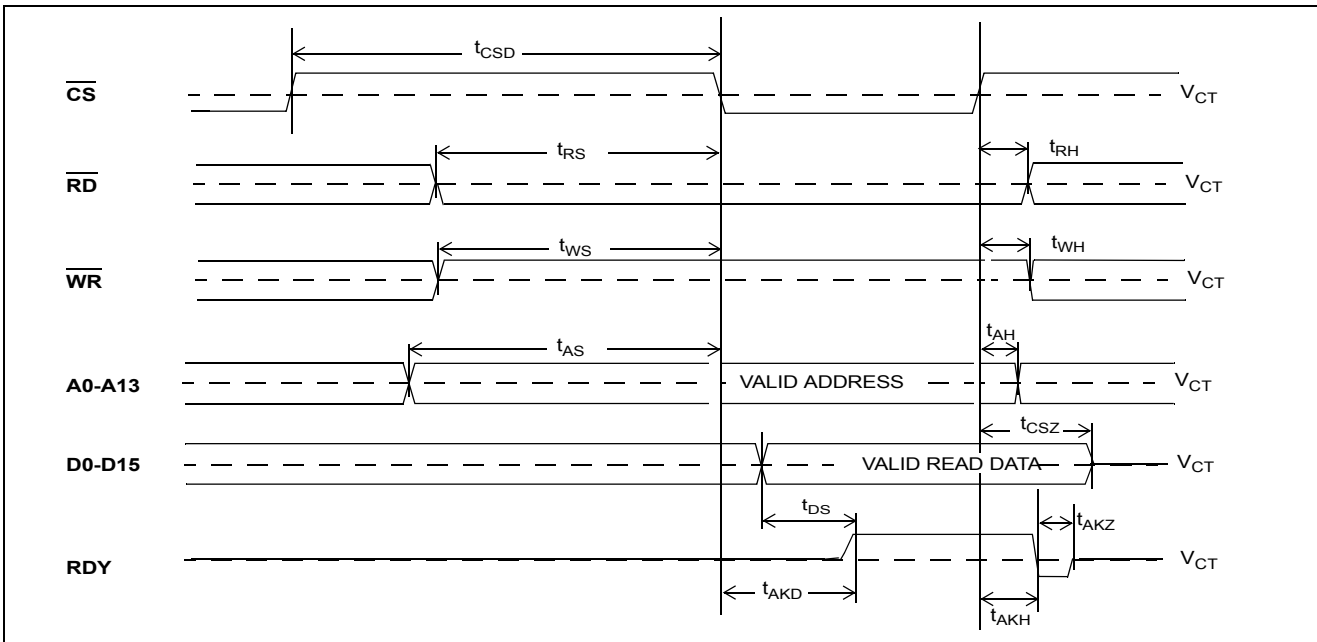 tCSD
CS
VCT
tRS
tRH
RD
VCT
tWS
tWH
WR
VCT
tAS
tAH
A0-A13
VALID ADDRESS
VCT
tCSZ
D0-D15
VALID READ DATA
VCT
tDS
tAKZ
RDY
VCT
tAKD
tAKH